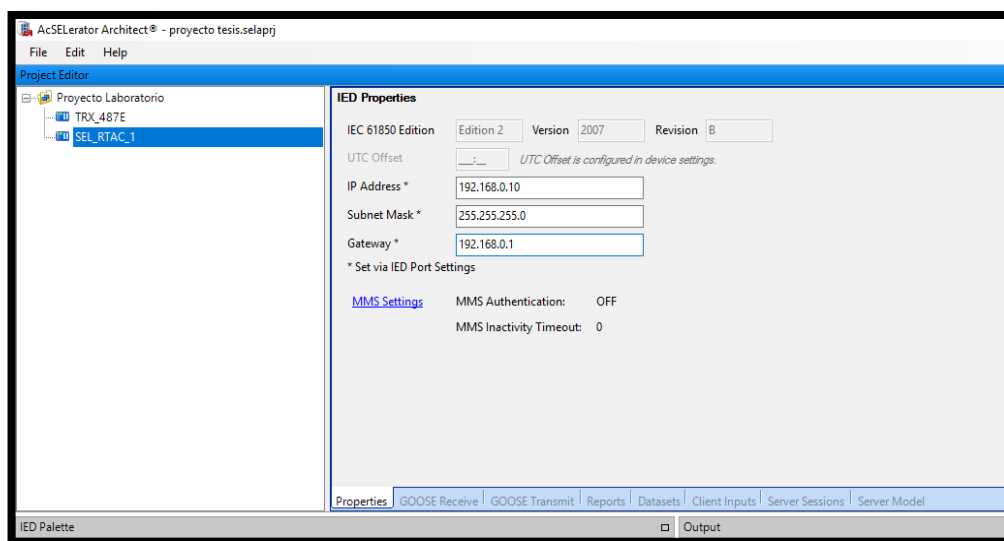 AcSELerator Architect® - proyecto tesis.selaprj
File Edit Help
Project Editor
Proyecto Laboratorio
TRX_487E
SEL_RTAC_1
IED Properties
IEC 61850 Edition Edition 2 Version 2007 Revision B
UTC Offset __:__ UTC Offset is configured in device settings.
IP Address * 192.168.0.10
Subnet Mask * 255.255.255.0
Gateway * 192.168.0.1
* Set via IED Port Settings
MMS Settings MMS Authentication: OFF
MMS Inactivity Timeout: 0
Properties GOOSE Receive GOOSE Transmit Reports Datasets Client Inputs Server Sessions Server Model
IED Palette Output